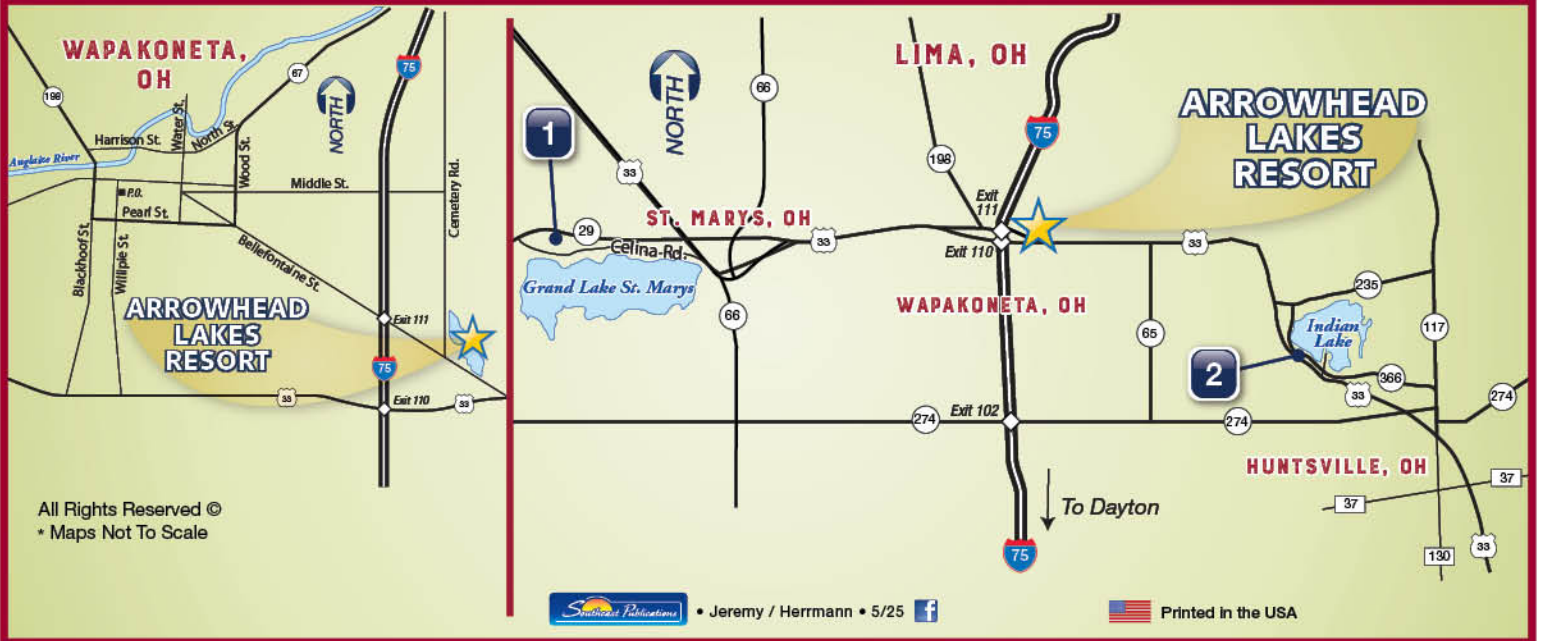 WAPAKONETA,
OH
198
67
75
NORTH
Harrison St.
Water St.
North St.
Wood St.
Auglaize River
P.O.
Middle St.
Pearl St.
Cemetery Rd.
Blackhoof St.
Willipie St.
Bellefontaine St.
ARROWHEAD
LAKES
RESORT
Exit 111
75
33
Exit 110
33
All Rights Reserved ©
* Maps Not To Scale
1
NORTH
66
LIMA, OH
75
ARROWHEAD
LAKES
RESORT
33
198
Exit
111
ST. MARYS, OH
29
Celina Rd.
33
Exit 110
33
Grand Lake St. Marys
66
WAPAKONETA, OH
65
235
Indian
Lake
117
2
366
33
274
Exit 102
274
274
HUNTSVILLE, OH
37
37
To Dayton
75
130
33
Southeast Publications
• Jeremy / Herrmann • 5/25
f
Printed in the USA